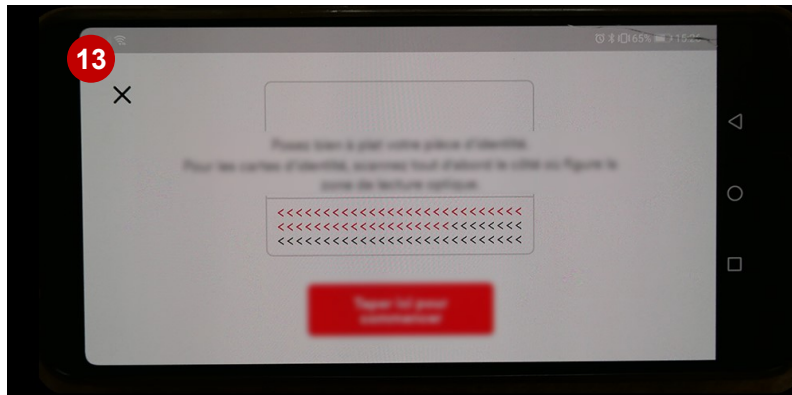 13
65%
Posez bien à plat votre pièce d'identité.
Pour les cartes d'identité, scannez tout d'abord le côté où figure la
zone de lecture optique.
<<<<<<<<<<<<<<<<<<<<<<<<<<<
<<<<<<<<<<<<<<<<<<<<<<<<<<<
<<<<<<<<<<<<<<<<<<<<<<<<<<<
Taper ici pour
commencer